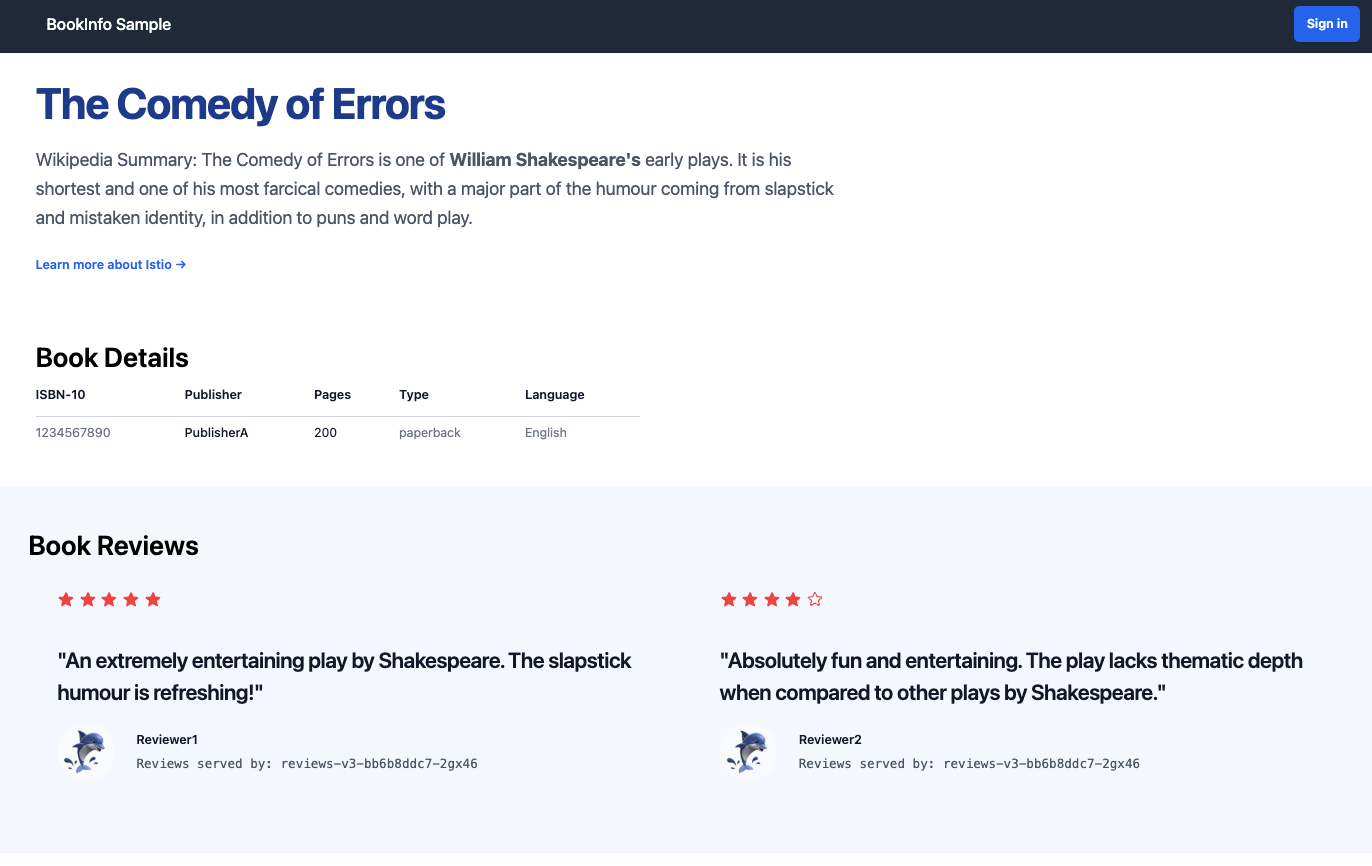 BookInfo Sample
Sign in
The Comedy of Errors
Wikipedia Summary: The Comedy of Errors is one of William Shakespeare's early plays. It is his
shortest and one of his most farcical comedies, with a major part of the humour coming from slapstick
and mistaken identity, in addition to puns and word play.
Learn more about Istio →
Book Details
ISBN-10 Publisher Pages Type Language
1234567890 PublisherA 200 paperback English
Book Reviews
"An extremely entertaining play by Shakespeare. The slapstick
humour is refreshing!"
Reviewer1
Reviews served by: reviews-v3-bb6b8ddc7-2gx46
"Absolutely fun and entertaining. The play lacks thematic depth
when compared to other plays by Shakespeare."
Reviewer2
Reviews served by: reviews-v3-bb6b8ddc7-2gx46